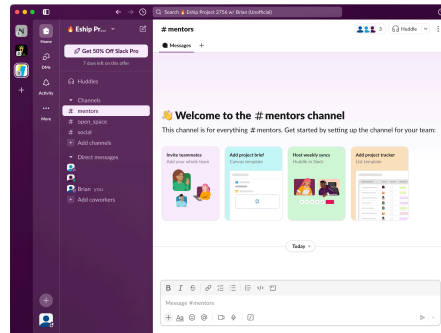 Search 🔥 Eship Project 2756 w/ Brian (Unofficial)
N
Home
DMs
Activity
More
🔥 Eship Pr...
Get 50% Off Slack Pro
7 days left on this offer
Huddles
Channels
# mentors
# open_space
# social
+ Add channels
Direct messages
Brian you
+ Add coworkers
# mentors
3
Huddle
Messages +
👋 Welcome to the # mentors channel
This channel is for everything # mentors. Get started by setting up the channel for your team:
Invite teammates
Add your whole team
Add project brief
Canvas template
Host weekly syncs
Huddle in Slack
Add project tracker
List template
Today
B I S
Message #mentors
+ Aa @